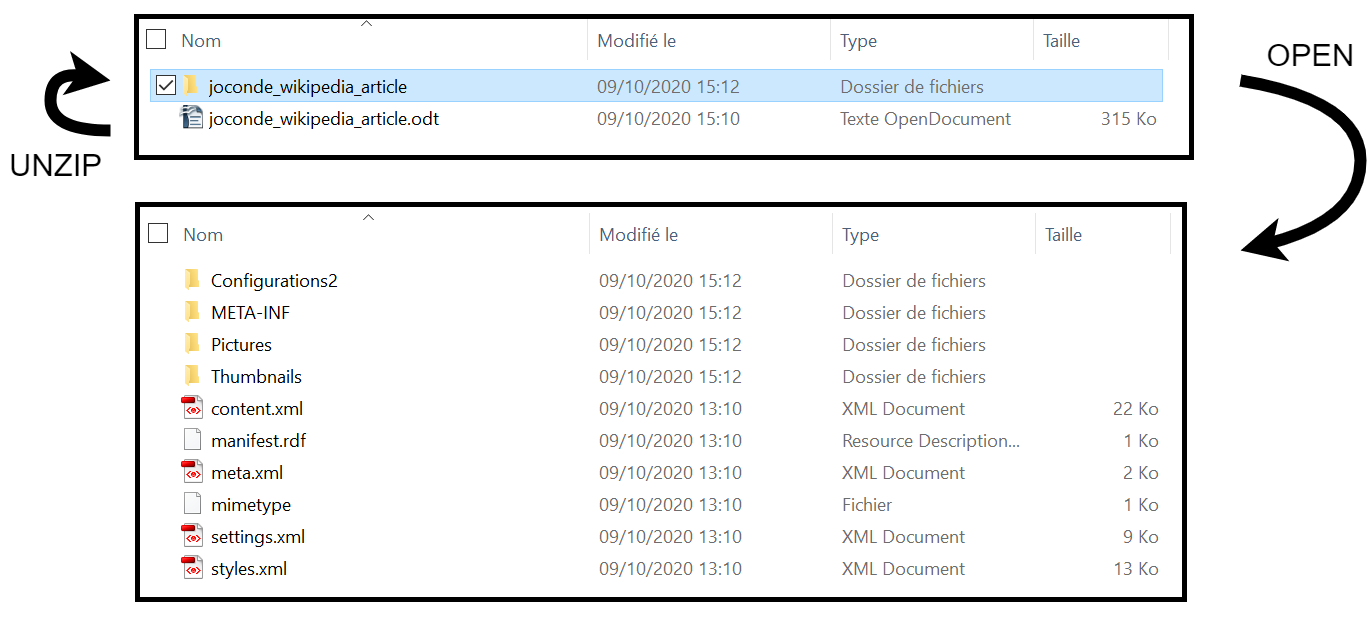 Nom Modifié le Type Taille
OPEN
joconde_wikipedia_article 09/10/2020 15:12 Dossier de fichiers
joconde_wikipedia_article.odt 09/10/2020 15:10 Texte OpenDocument 315 Ko
UNZIP
Nom Modifié le Type Taille
Configurations2 09/10/2020 15:12 Dossier de fichiers
META-INF 09/10/2020 15:12 Dossier de fichiers
Pictures 09/10/2020 15:12 Dossier de fichiers
Thumbnails 09/10/2020 15:12 Dossier de fichiers
content.xml 09/10/2020 13:10 XML Document 22 Ko
manifest.rdf 09/10/2020 13:10 Resource Description... 1 Ko
meta.xml 09/10/2020 13:10 XML Document 2 Ko
mimetype 09/10/2020 13:10 Fichier 1 Ko
settings.xml 09/10/2020 13:10 XML Document 9 Ko
styles.xml 09/10/2020 13:10 XML Document 13 Ko